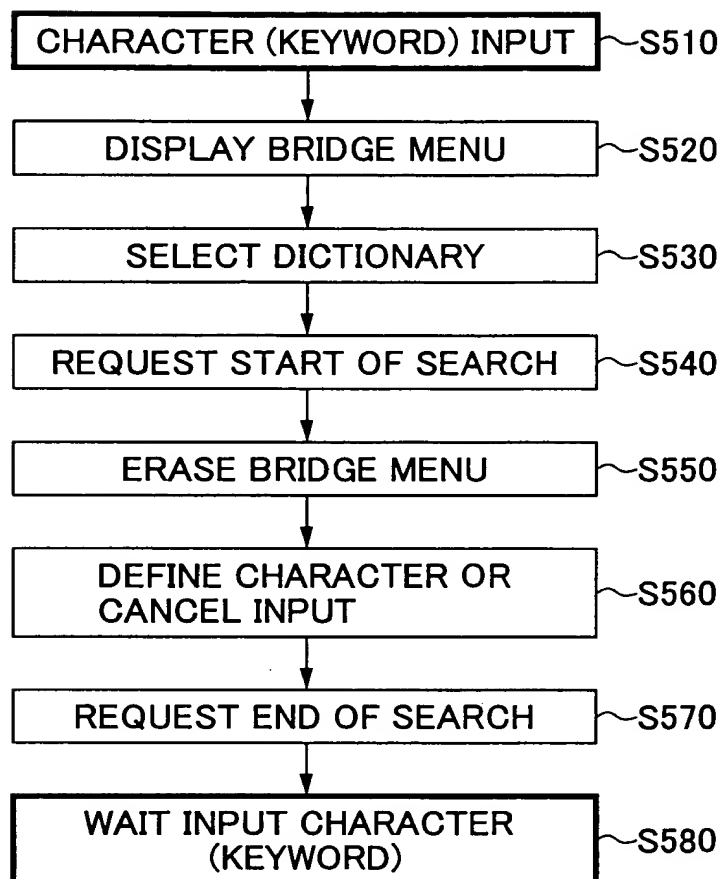 CHARACTER (KEYWORD) INPUT S510
DISPLAY BRIDGE MENU S520
SELECT DICTIONARY S530
REQUEST START OF SEARCH S540
ERASE BRIDGE MENU S550
DEFINE CHARACTER OR
CANCEL INPUT S560
REQUEST END OF SEARCH S570
WAIT INPUT CHARACTER
(KEYWORD) S580